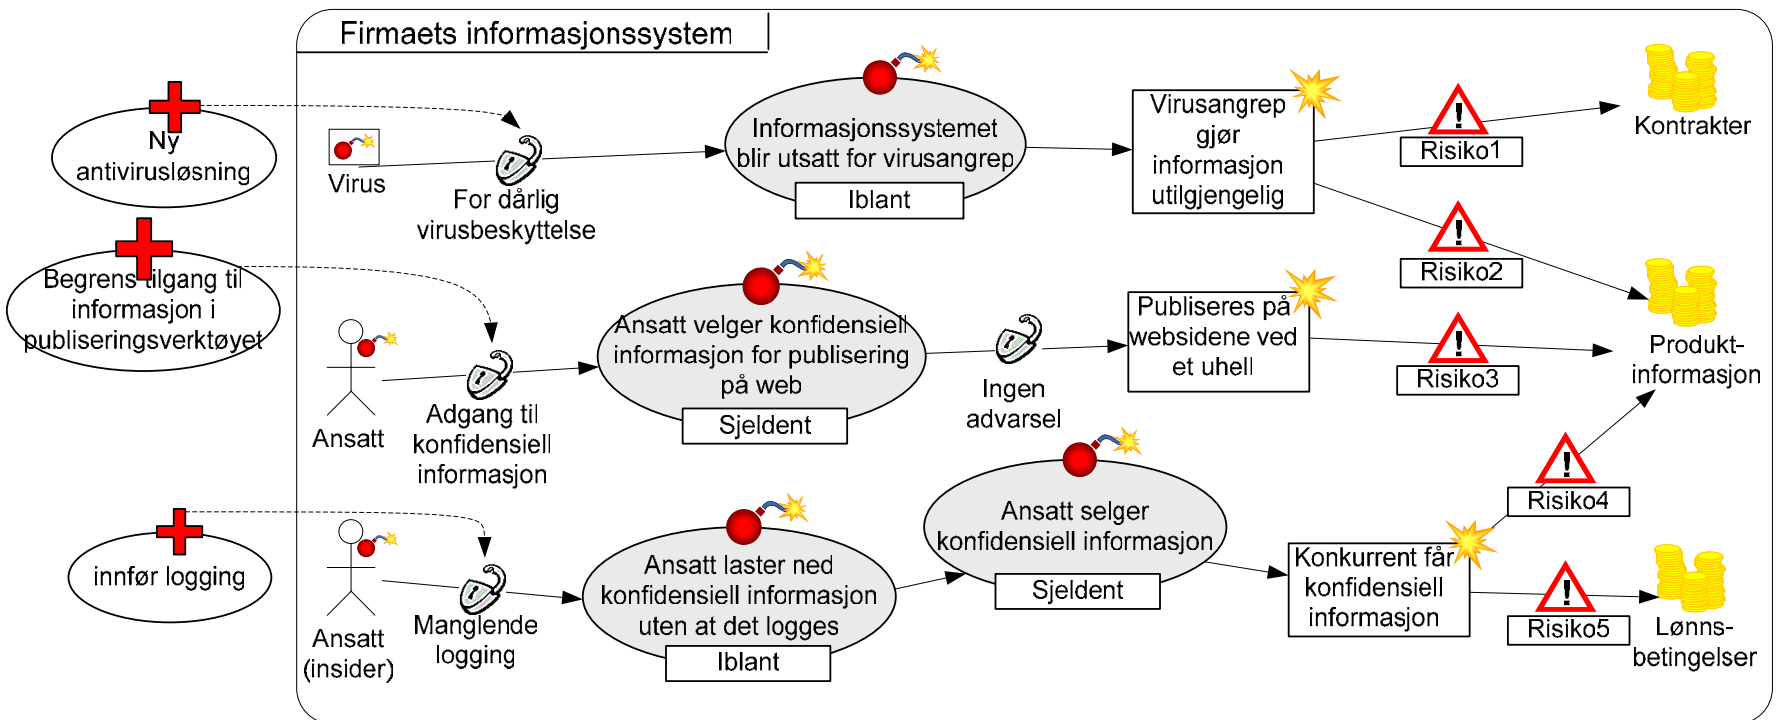 Firmaets informasjonssystem
Ny
antivirusløsning
Virus
For dårlig
virusbeskyttelse
Informasjonssystemet
blir utsatt for virusangrep
Iblant
Virusangrep
gjør
informasjon
utilgjengelig
Risiko1
Kontrakter
Risiko2
Begrens tilgang til
informasjon i
publiseringsverktøyet
Ansatt
Adgang til
konfidensiell
informasjon
Ansatt velger konfidensiell
informasjon for publisering
på web
Sjeldent
Ingen
advarsel
Publiseres på
websidene ved
et uhell
Risiko3
Produkt-
informasjon
innfør logging
Ansatt
(insider)
Manglende
logging
Ansatt laster ned
konfidensiell informasjon
uten at det logges
Iblant
Ansatt selger
konfidensiell informasjon
Sjeldent
Konkurrent får
konfidensiell
informasjon
Risiko4
Risiko5
Lønns-
betingelser